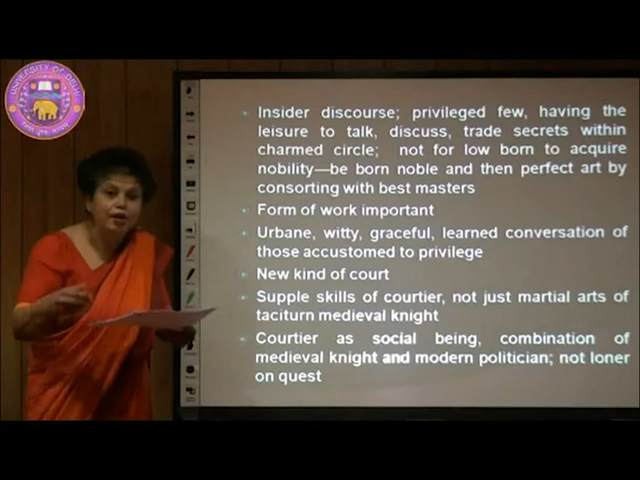 UNIVERSITY OF DELHI
Insider discourse; privileged few, having the
leisure to talk, discuss, trade secrets within
charmed circle; not for low born to acquire
nobility—be born noble and then perfect art by
consorting with best masters
Form of work important
Urbane, witty, graceful, learned conversation of
those accustomed to privilege
New kind of court
Supple skills of courtier, not just martial arts of
taciturn medieval knight
Courtier as social being, combination of
medieval knight and modern politician; not loner
on quest